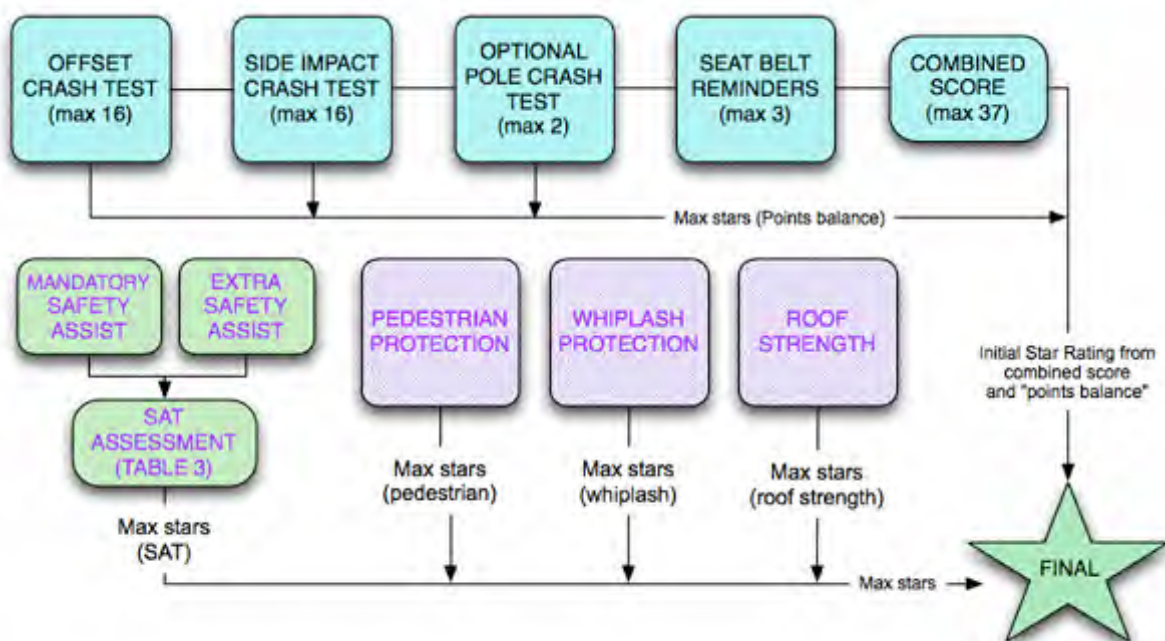 OFFSET
CRASH TEST
(max 16)
SIDE IMPACT
CRASH TEST
(max 16)
OPTIONAL
POLE CRASH
TEST
(max 2)
SEAT BELT
REMINDERS
(max 3)
COMBINED
SCORE
(max 37)
Max stars (Points balance)
MANDATORY
SAFETY
ASSIST
EXTRA
SAFETY
ASSIST
PEDESTRIAN
PROTECTION
WHIPLASH
PROTECTION
ROOF
STRENGTH
Initial Star Rating from
combined score
and "points balance"
SAT
ASSESSMENT
(TABLE 3)
Max stars
(pedestrian)
Max stars
(whiplash)
Max stars
(roof strength)
Max stars
(SAT)
Max stars
FINAL